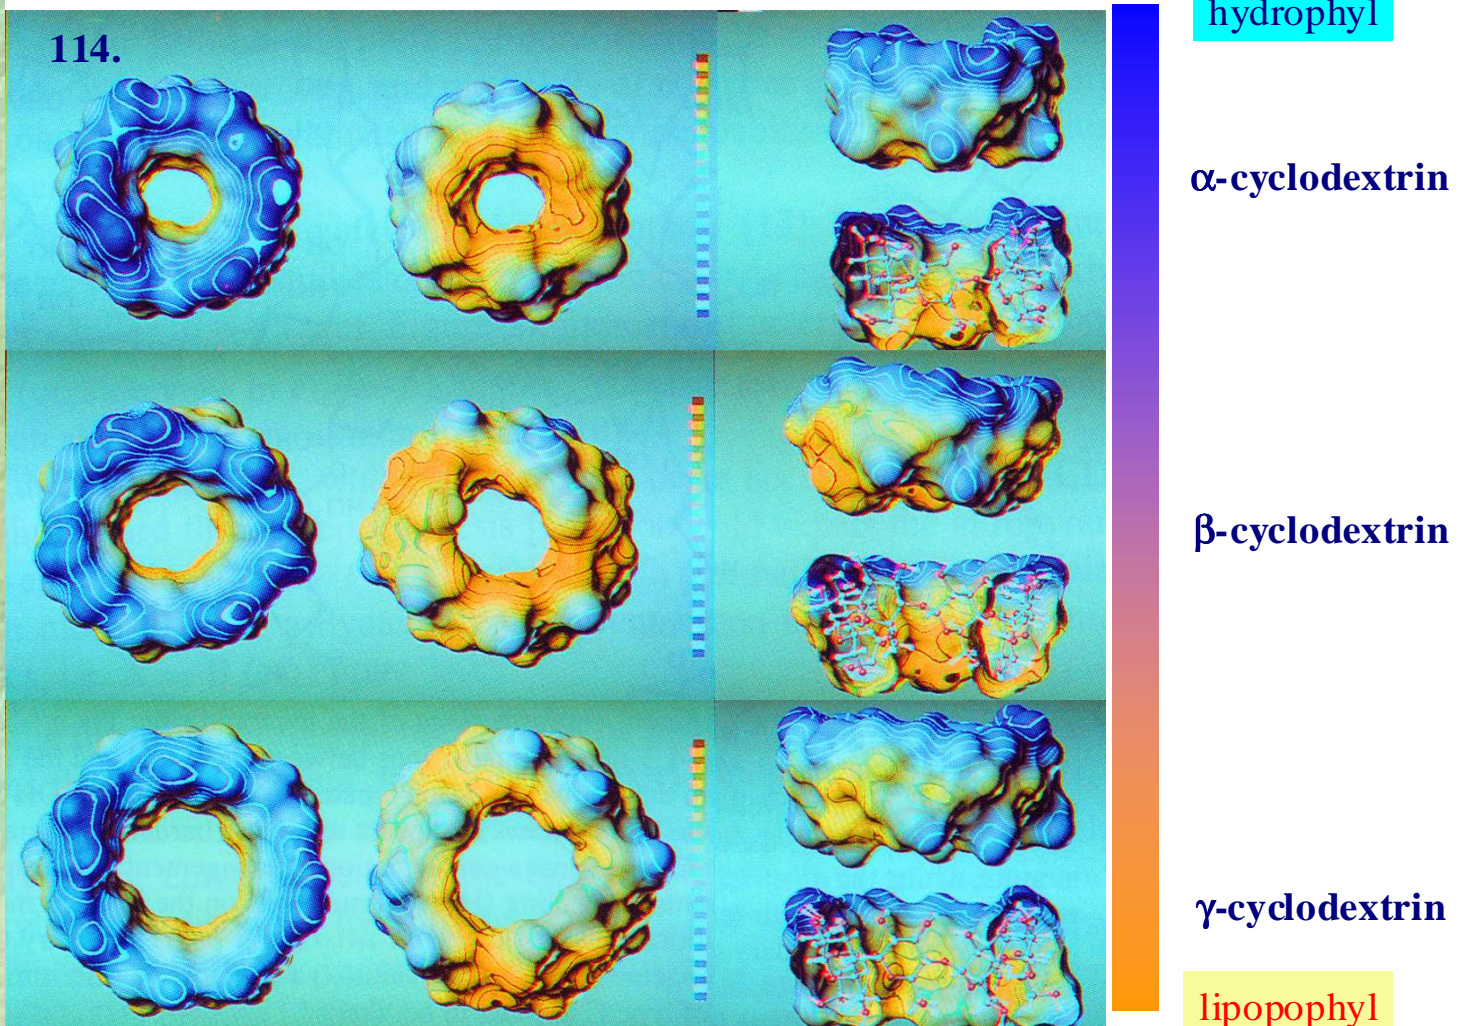 hydrophyl
114.
α-cyclodextrin
β-cyclodextrin
γ-cyclodextrin
lipopophyl